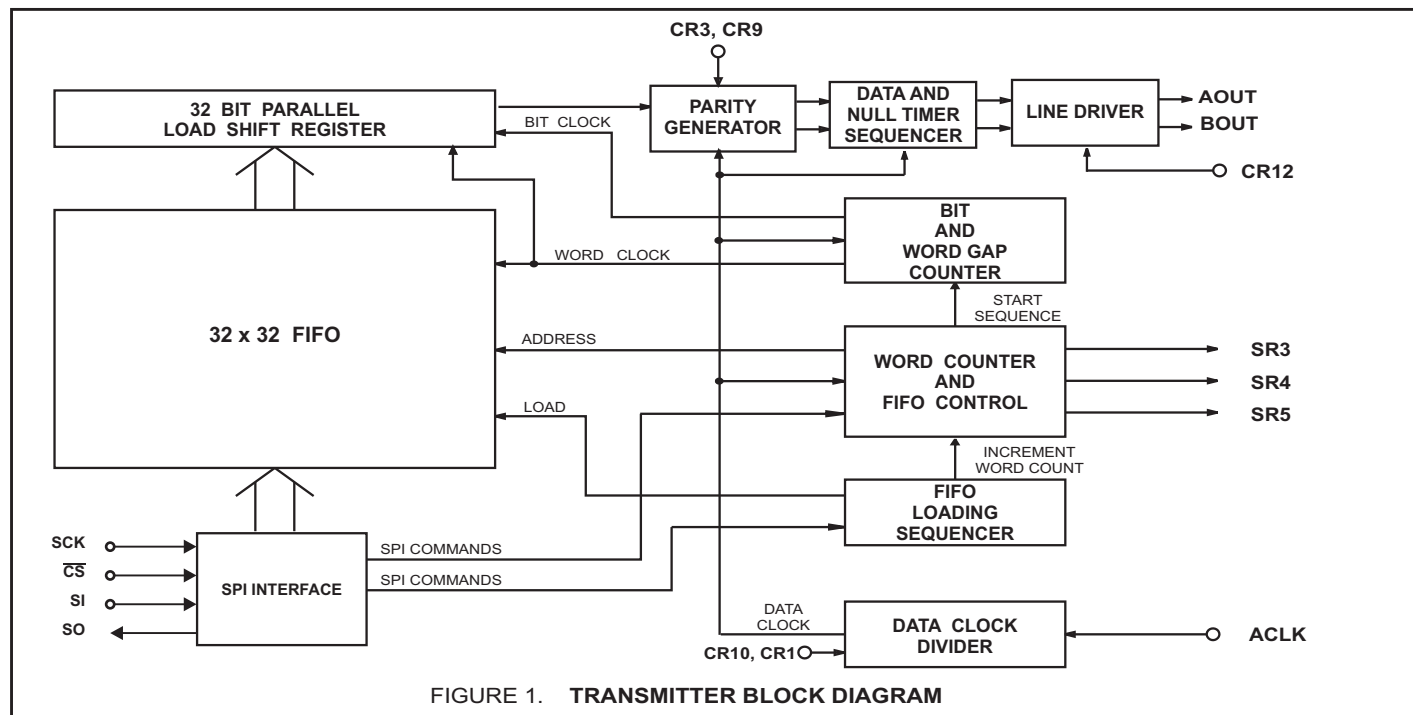 CR3, CR9
32 BIT PARALLEL
LOAD SHIFT REGISTER
BIT CLOCK
PARITY
GENERATOR
DATA AND
NULL TIMER
SEQUENCER
LINE DRIVER
AOUT
BOUT
CR12
BIT
AND
WORD GAP
COUNTER
WORD CLOCK
START
SEQUENCE
32 x 32 FIFO
ADDRESS
WORD COUNTER
AND
FIFO CONTROL
SR3
SR4
SR5
LOAD
INCREMENT
WORD COUNT
FIFO
LOADING
SEQUENCER
SCK
CS
SI
SO
SPI INTERFACE
SPI COMMANDS
SPI COMMANDS
DATA
CLOCK
CR10, CR1
DATA CLOCK
DIVIDER
ACLK
FIGURE 1. TRANSMITTER BLOCK DIAGRAM